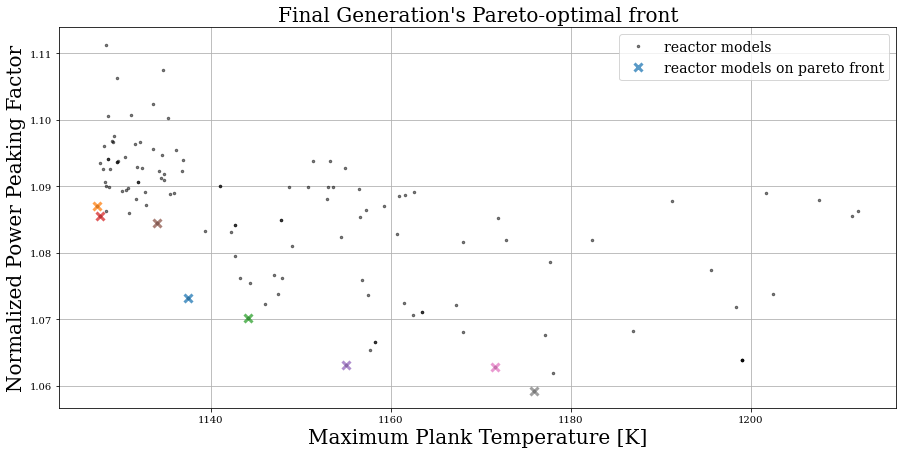 Final Generation's Pareto-optimal front
reactor models
reactor models on pareto front
Normalized Power Peaking Factor
1.11
1.10
1.09
1.08
1.07
1.06
1140
1160
1180
1200
Maximum Plank Temperature [K]